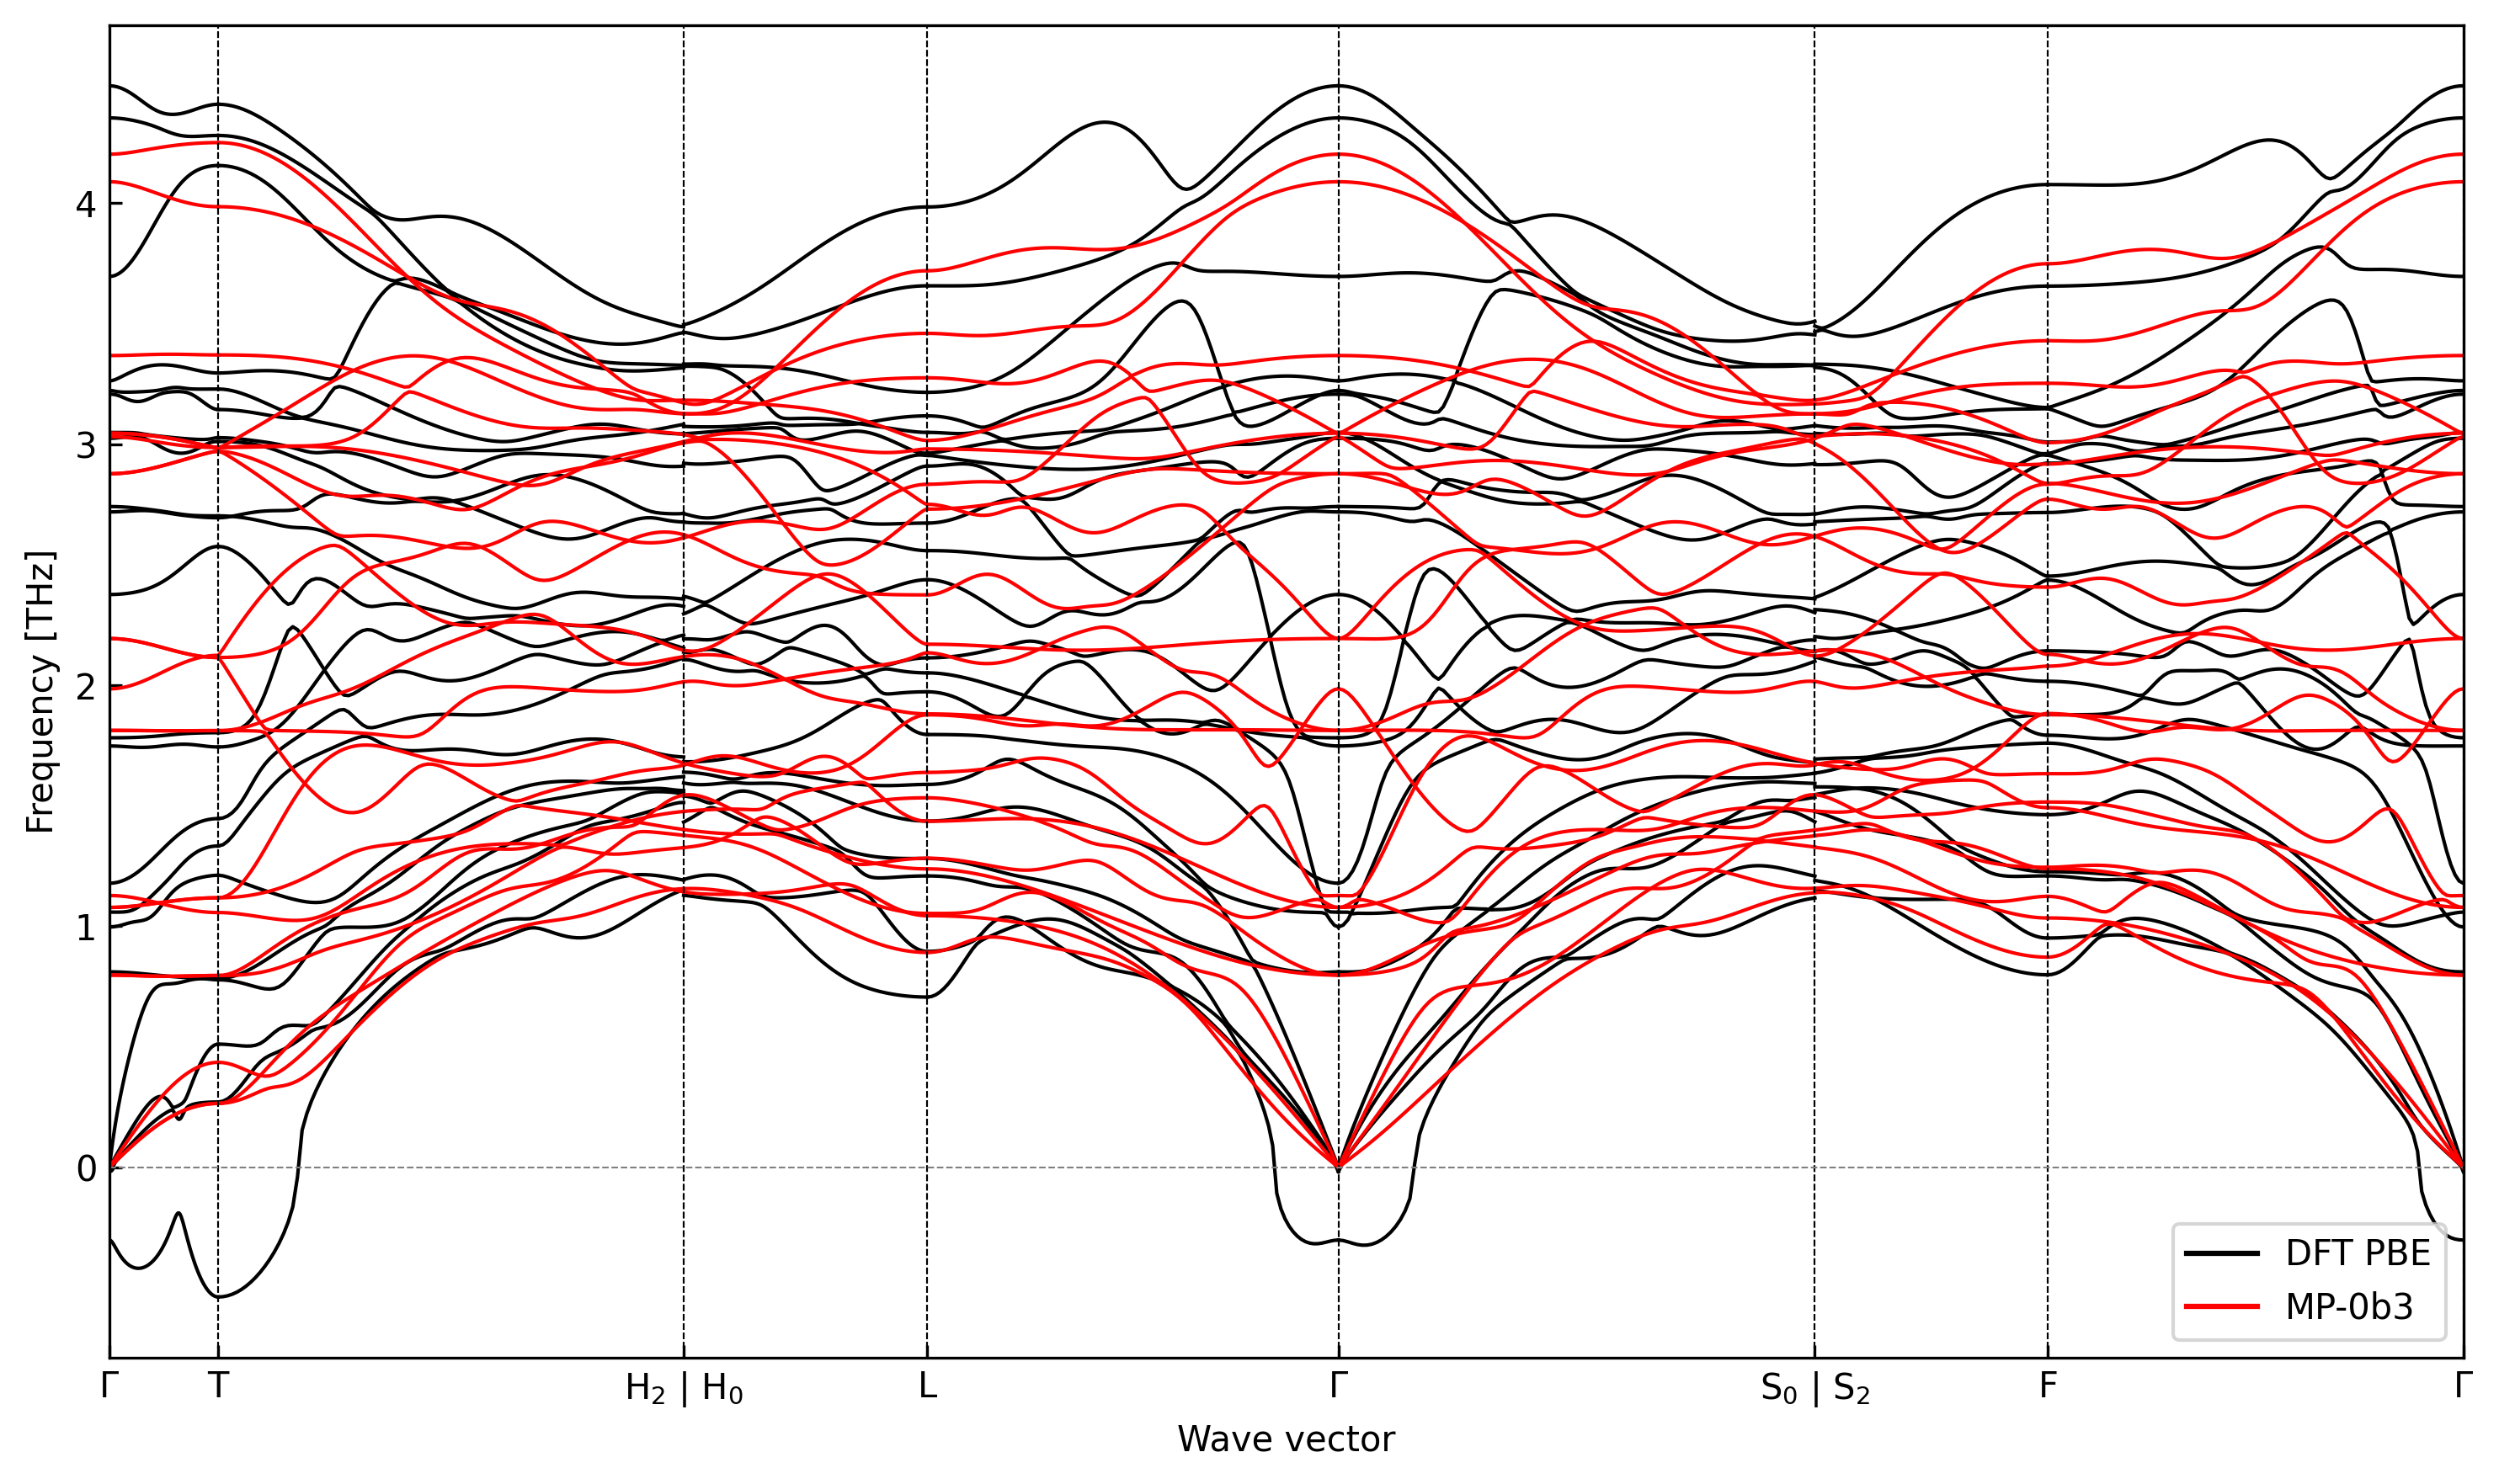 Frequency [THz]
4
3
2
1
0
DFT PBE
MP-0b3
Γ T H₂ | H₀ L Γ S₀ | S₂ F Γ
Wave vector